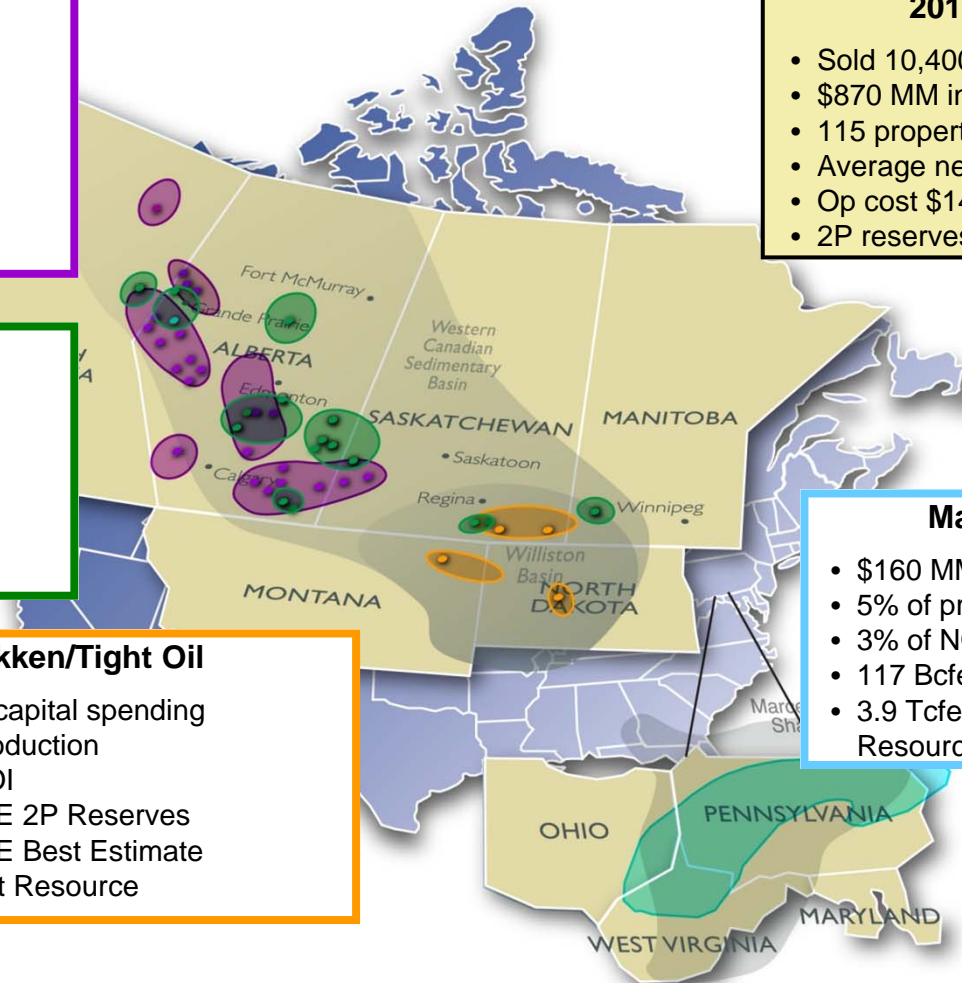 201
• Sold 10,400
• $870 MM in
• 115 propert
• Average ne
• Op cost $14
• 2P reserves
Fort McMurray
Grande Prairie
ALBERTA
Western
Canadian
Sedimentary
Basin
Edmonton
SASKATCHEWAN
MANITOBA
Saskatoon
Calgary
Regina
Winnipeg
Williston
Basin
MONTANA
NORTH
DAKOTA
H
A
Ma
• $160 MM
• 5% of pr
• 3% of N
• 117 Bcfe
• 3.9 Tcfe
Resourc
kken/Tight Oil
capital spending
oduction
OI
E 2P Reserves
E Best Estimate
t Resource
Marce
Sha
OHIO
PENNSYLVANIA
WEST VIRGINIA
MARYLAND